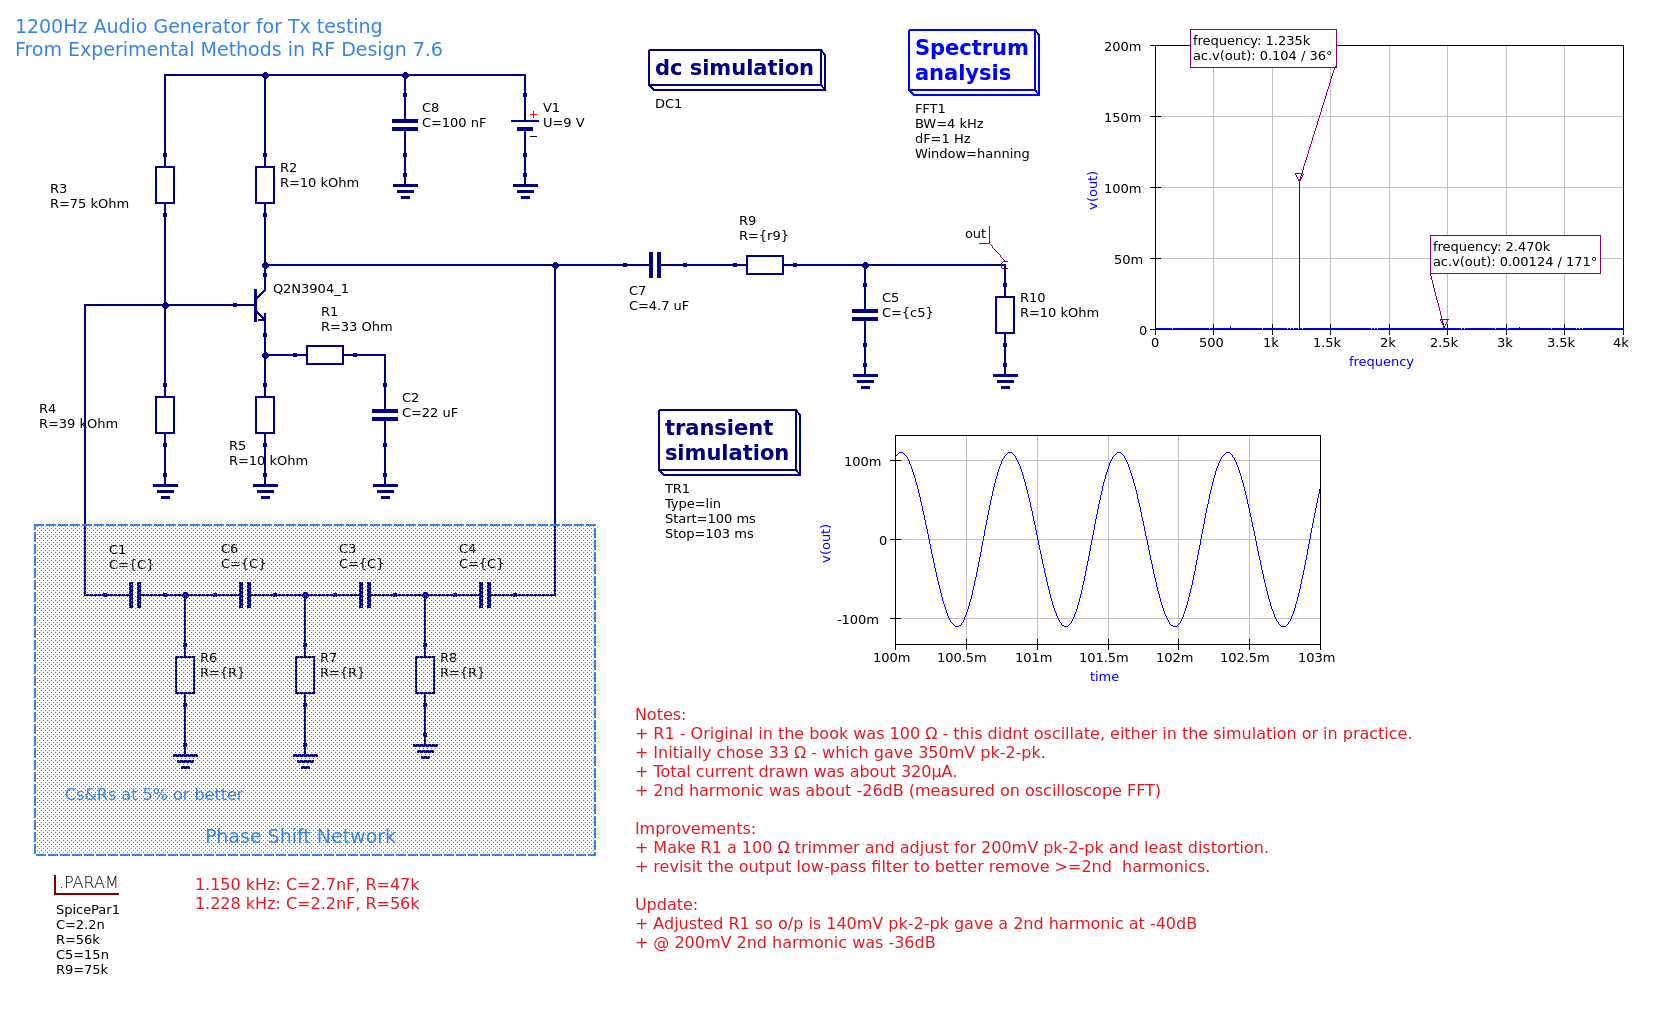 1200Hz Audio Generator for Tx testing
From Experimental Methods in RF Design 7.6
C8
C=100 nF
V1
U=9 V
+
−
R3
R=75 kOhm
R2
R=10 kOhm
Q2N3904_1
R1
R=33 Ohm
R4
R=39 kOhm
R5
R=10 kOhm
C2
C=22 uF
C7
C=4.7 uF
R9
R={r9}
out
C5
C={c5}
R10
R=10 kOhm
C1
C={C}
C6
C={C}
C3
C={C}
C4
C={C}
R6
R={R}
R7
R={R}
R8
R={R}
Cs&Rs at 5% or better
Phase Shift Network
.PARAM
SpicePar1
C=2.2n
R=56k
C5=15n
R9=75k
1.150 kHz: C=2.7nF, R=47k
1.228 kHz: C=2.2nF, R=56k
dc simulation
DC1
Spectrum
analysis
FFT1
BW=4 kHz
dF=1 Hz
Window=hanning
frequency: 1.235k
ac.v(out): 0.104 / 36°
frequency: 2.470k
ac.v(out): 0.00124 / 171°
200m
150m
100m
50m
0
v(out)
0 500 1k 1.5k 2k 2.5k 3k 3.5k 4k
frequency
transient
simulation
TR1
Type=lin
Start=100 ms
Stop=103 ms
100m
0
-100m
v(out)
100m 100.5m 101m 101.5m 102m 102.5m 103m
time
Notes:
+ R1 - Original in the book was 100 Ω - this didnt oscillate, either in the simulation or in practice.
+ Initially chose 33 Ω - which gave 350mV pk-2-pk.
+ Total current drawn was about 320µA.
+ 2nd harmonic was about -26dB (measured on oscilloscope FFT)
Improvements:
+ Make R1 a 100 Ω trimmer and adjust for 200mV pk-2-pk and least distortion.
+ revisit the output low-pass filter to better remove >=2nd  harmonics.
Update:
+ Adjusted R1 so o/p is 140mV pk-2-pk gave a 2nd harmonic at -40dB
+ @ 200mV 2nd harmonic was -36dB